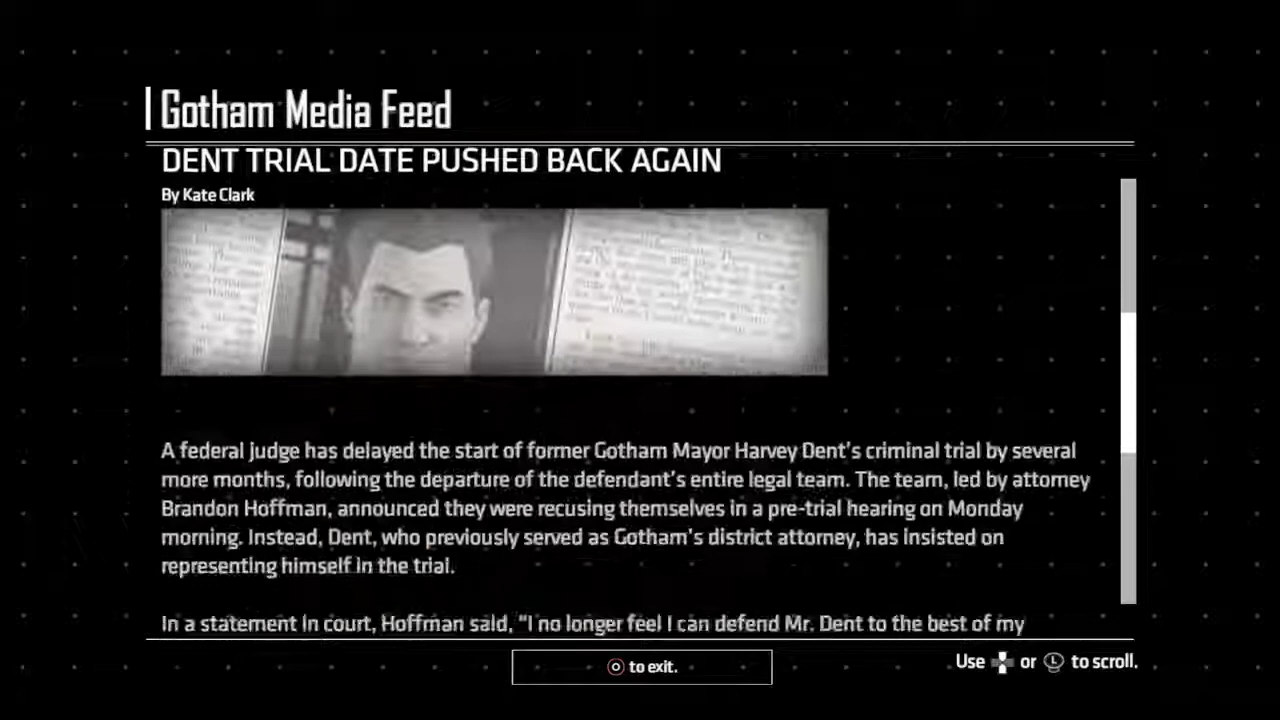 Gotham Media Feed
DENT TRIAL DATE PUSHED BACK AGAIN
By Kate Clark
A federal judge has delayed the start of former Gotham Mayor Harvey Dent's criminal trial by several
more months, following the departure of the defendant's entire legal team. The team, led by attorney
Brandon Hoffman, announced they were recusing themselves in a pre-trial hearing on Monday
morning. Instead, Dent, who previously served as Gotham's district attorney, has insisted on
representing himself in the trial.
In a statement in court, Hoffman said, "I no longer feel I can defend Mr. Dent to the best of my
to exit.
Use or L to scroll.